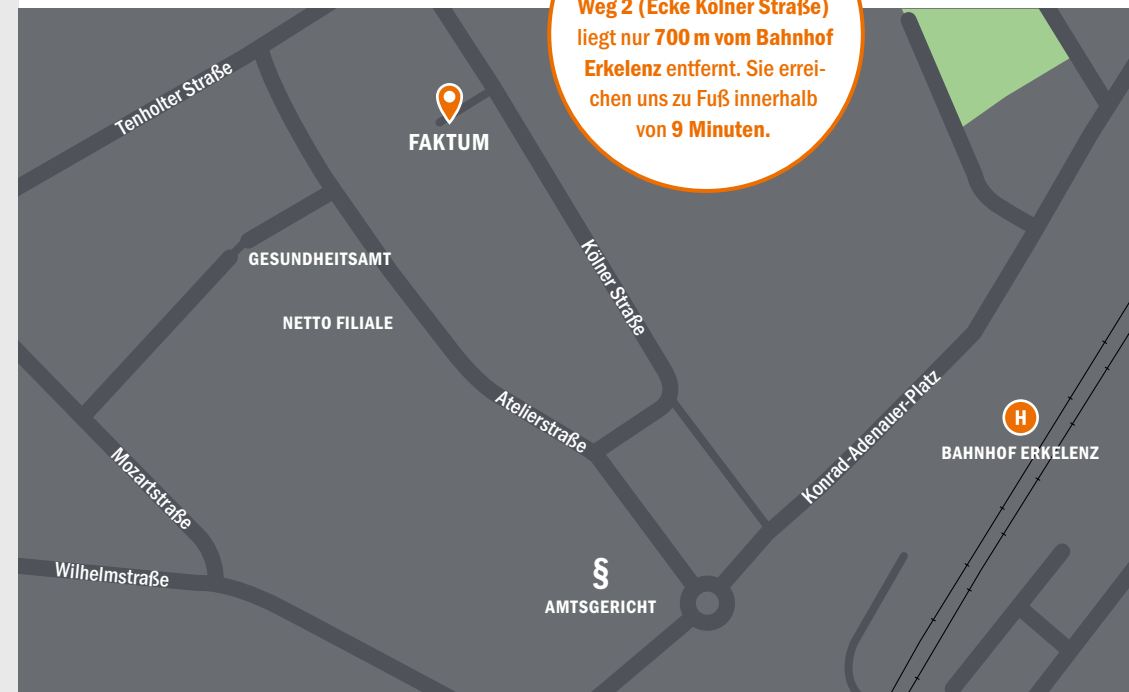 Weg 2 (Ecke Kölner Straße)
liegt nur 700 m vom Bahnhof
Erkelenz entfernt. Sie errei-
chen uns zu Fuß innerhalb
von 9 Minuten.
Tenholter Straße
FAKTUM
Kölner Straße
GESUNDHEITSAMT
NETTO FILIALE
Atelierstraße
Konrad-Adenauer-Platz
H
BAHNHOF ERKELENZ
Mozartstraße
Wilhelmstraße
§
AMTSGERICHT